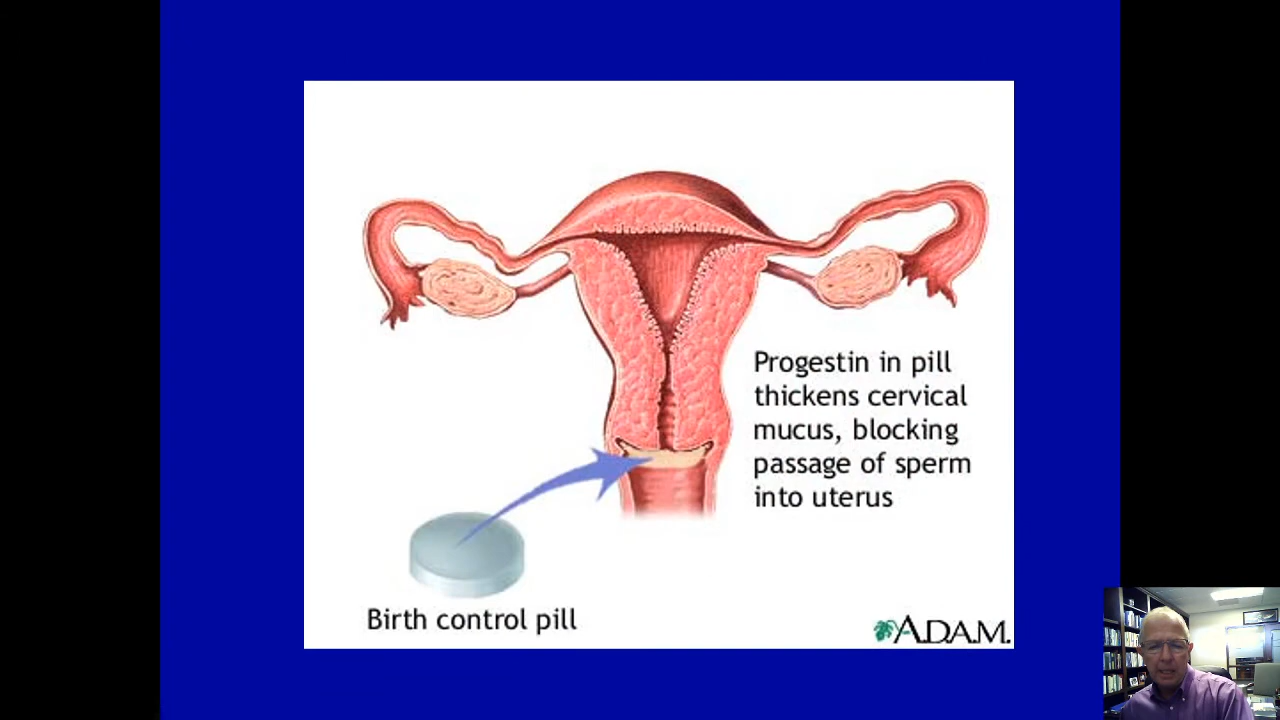 Progestin in pill
thickens cervical
mucus, blocking
passage of sperm
into uterus
Birth control pill
A.D.A.M.